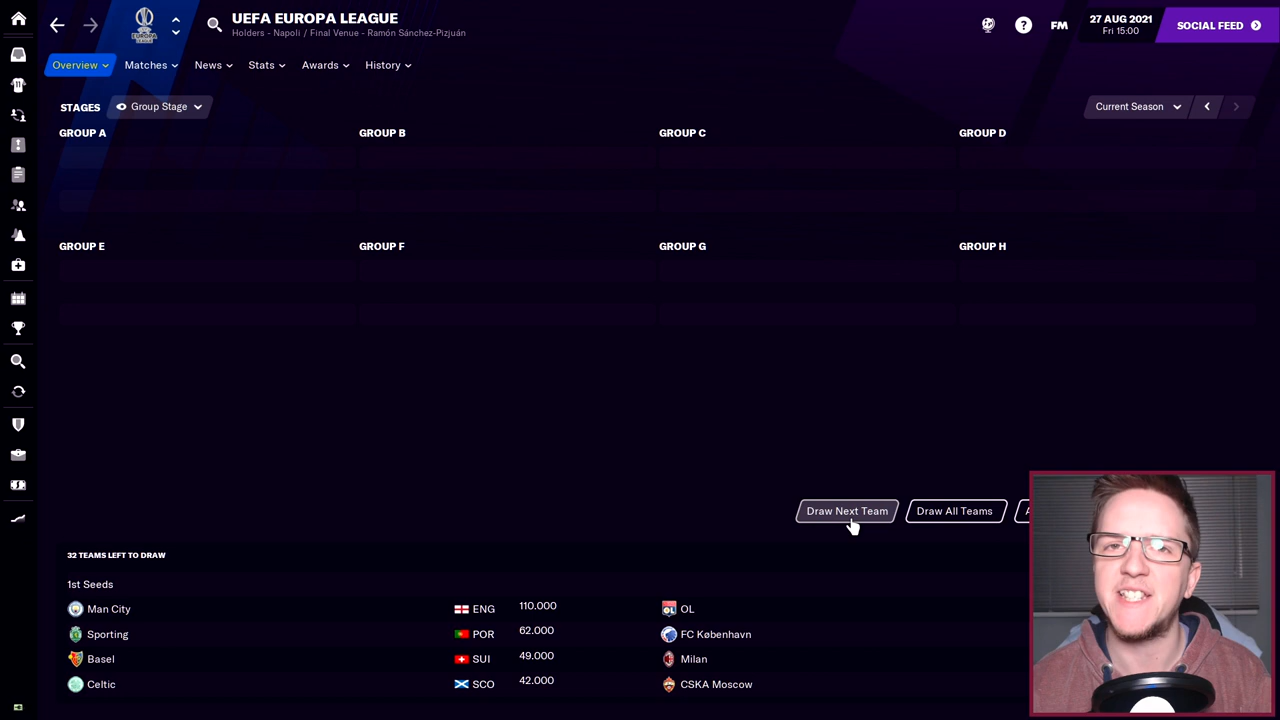 UEFA EUROPA LEAGUE
Holders - Napoli / Final Venue - Ramón Sánchez-Pizjuán
FM
27 AUG 2021
Fri 15:00
SOCIAL FEED
Overview
Matches
News
Stats
Awards
History
STAGES
Group Stage
Current Season
GROUP A
GROUP B
GROUP C
GROUP D
GROUP E
GROUP F
GROUP G
GROUP H
Draw Next Team
Draw All Teams
32 TEAMS LEFT TO DRAW
1st Seeds
Man City ENG 110.000 OL
Sporting POR 62.000 FC København
Basel SUI 49.000 Milan
Celtic SCO 42.000 CSKA Moscow